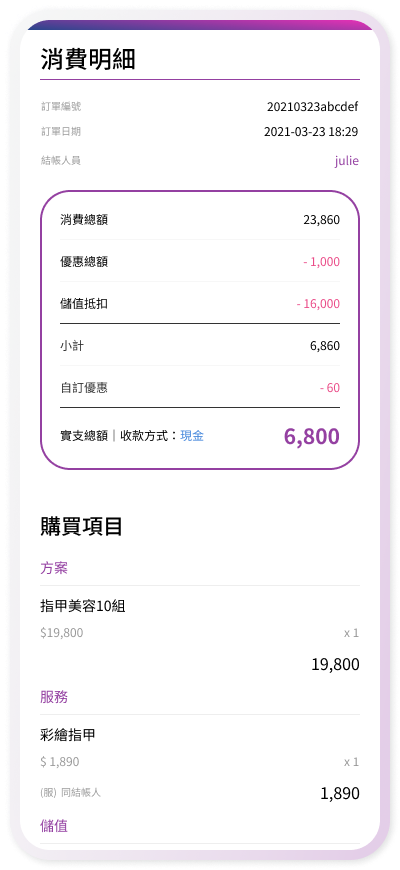 消費明細
訂單編號 20210323abcdef
訂單日期 2021-03-23 18:29
結帳人員 julie
消費總額 23,860
優惠總額 - 1,000
儲值抵扣 - 16,000
小計 6,860
自訂優惠 - 60
實支總額｜收款方式：現金 6,800
購買項目
方案
指甲美容10組
$19,800 x 1
19,800
服務
彩繪指甲
$ 1,890 x 1
(服) 同結帳人 1,890
儲值